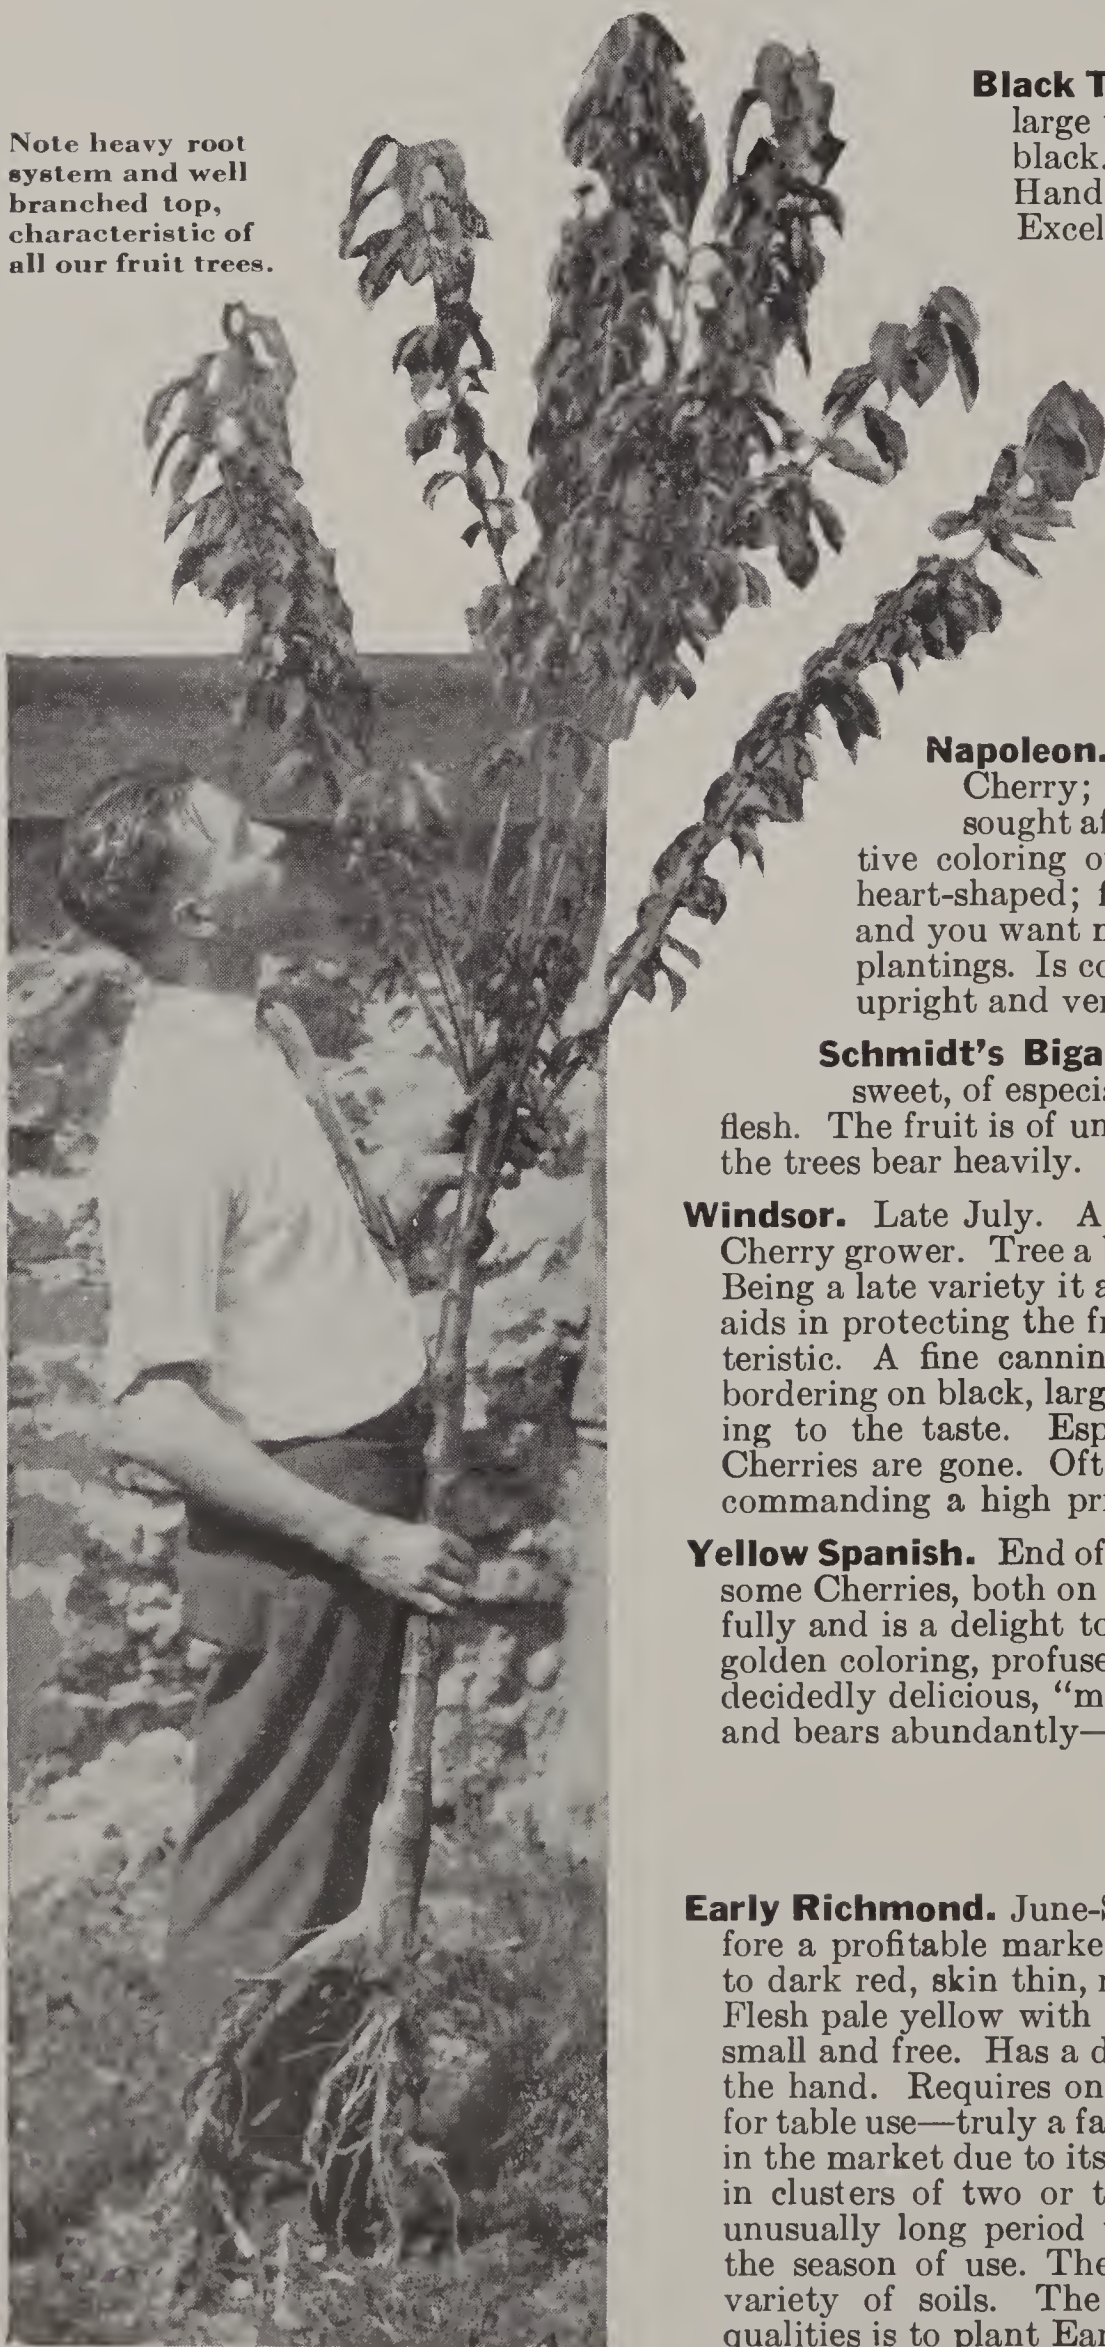 Note heavy root
system and well
branched top,
characteristic of
all our fruit trees.
Black T
large
black.
Hand
Excel
Napoleon.
Cherry;
sought af
tive coloring o
heart-shaped; f
and you want n
plantings. Is co
upright and ver
Schmidt's Biga
sweet, of especi
flesh. The fruit is of un
the trees bear heavily.
Windsor. Late July. A
Cherry grower. Tree a
Being a late variety it a
aids in protecting the fr
teristic. A fine cannin
bordering on black, larg
ing to the taste. Esp
Cherries are gone. Oft
commanding a high pri
Yellow Spanish. End of
some Cherries, both on
fully and is a delight to
golden coloring, profuse
decidedly delicious, “m
and bears abundantly—
Early Richmond. June-S
fore a profitable marke
to dark red, skin thin, r
Flesh pale yellow with
small and free. Has a d
the hand. Requires on
for table use—truly a fa
in the market due to its
in clusters of two or t
unusually long period
the season of use. The
variety of soils. The
qualities is to plant Ear